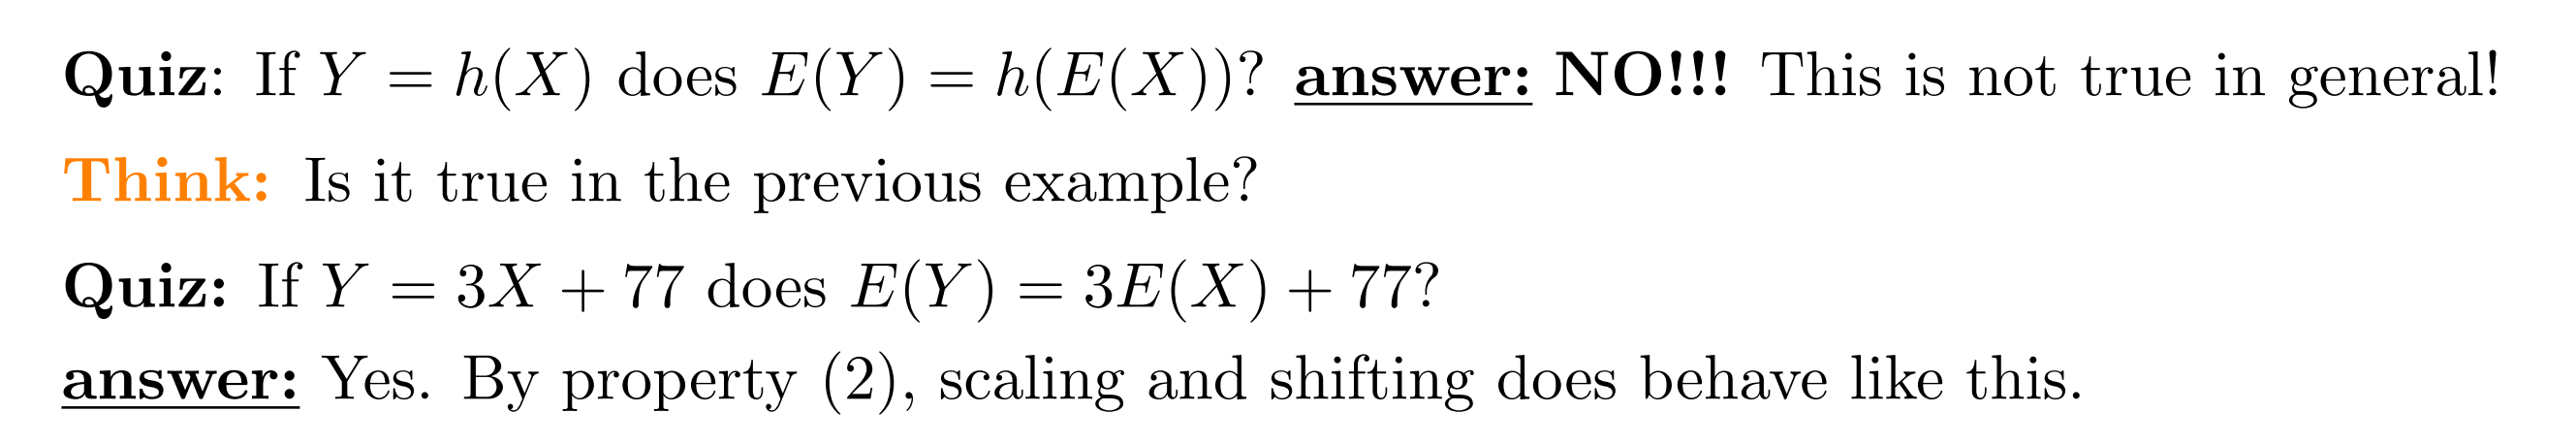 Quiz: If Y = h(X) does E(Y) = h(E(X))? answer: NO!!! This is not true in general!
Think: Is it true in the previous example?
Quiz: If Y = 3X + 77 does E(Y) = 3E(X) + 77?
answer: Yes. By property (2), scaling and shifting does behave like this.